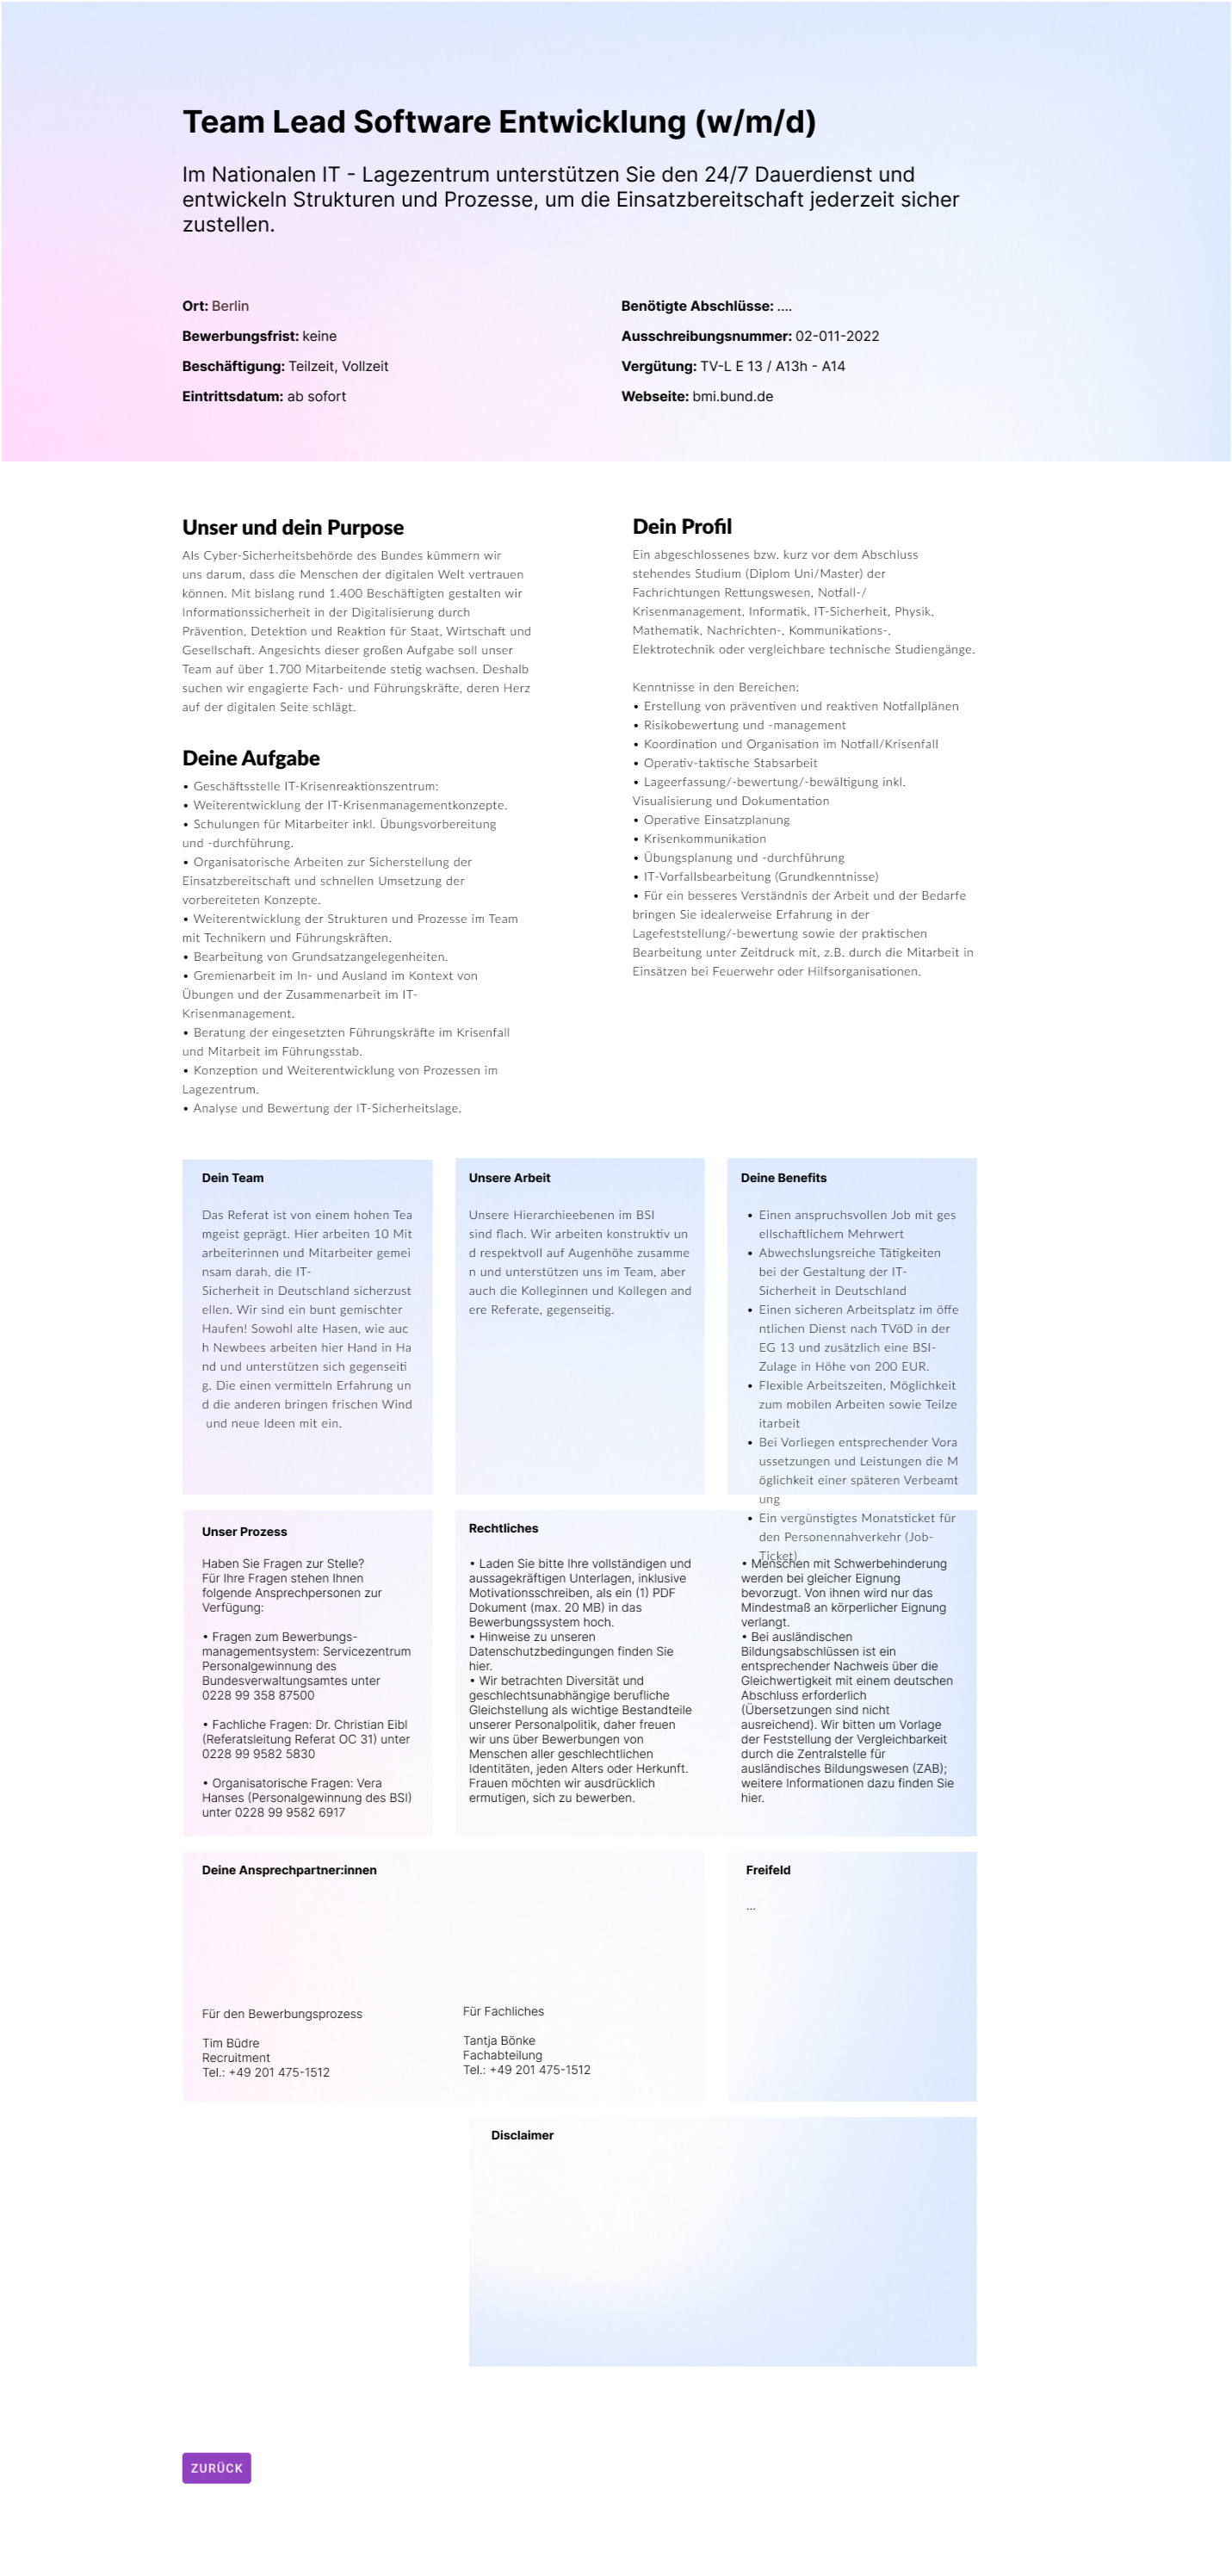 Team Lead Software Entwicklung (w/m/d)
Im Nationalen IT - Lagezentrum unterstützen Sie den 24/7 Dauerdienst und
entwickeln Strukturen und Prozesse, um die Einsatzbereitschaft jederzeit sicher
zustellen.
Ort: Berlin
Bewerbungsfrist: keine
Beschäftigung: Teilzeit, Vollzeit
Eintrittsdatum: ab sofort
Benötigte Abschlüsse: ....
Ausschreibungsnummer: 02-011-2022
Vergütung: TV-L E 13 / A13h - A14
Webseite: bmi.bund.de
Unser und dein Purpose
Als Cyber-Sicherheitsbehörde des Bundes kümmern wir
uns darum, dass die Menschen der digitalen Welt vertrauen
können. Mit bislang rund 1.400 Beschäftigten gestalten wir
Informationssicherheit in der Digitalisierung durch
Prävention, Detektion und Reaktion für Staat, Wirtschaft und
Gesellschaft. Angesichts dieser großen Aufgabe soll unser
Team auf über 1.700 Mitarbeitende stetig wachsen. Deshalb
suchen wir engagierte Fach- und Führungskräfte, deren Herz
auf der digitalen Seite schlägt.
Deine Aufgabe
• Geschäftsstelle IT-Krisenreaktionszentrum:
• Weiterentwicklung der IT-Krisenmanagementkonzepte.
• Schulungen für Mitarbeiter inkl. Übungsvorbereitung
und -durchführung.
• Organisatorische Arbeiten zur Sicherstellung der
Einsatzbereitschaft und schnellen Umsetzung der
vorbereiteten Konzepte.
• Weiterentwicklung der Strukturen und Prozesse im Team
mit Technikern und Führungskräften.
• Bearbeitung von Grundsatzangelegenheiten.
• Gremienarbeit im In- und Ausland im Kontext von
Übungen und der Zusammenarbeit im IT-
Krisenmanagement.
• Beratung der eingesetzten Führungskräfte im Krisenfall
und Mitarbeit im Führungsstab.
• Konzeption und Weiterentwicklung von Prozessen im
Lagezentrum.
• Analyse und Bewertung der IT-Sicherheitslage.
Dein Profil
Ein abgeschlossenes bzw. kurz vor dem Abschluss
stehendes Studium (Diplom Uni/Master) der
Fachrichtungen Rettungswesen, Notfall-/
Krisenmanagement, Informatik, IT-Sicherheit, Physik,
Mathematik, Nachrichten-, Kommunikations-,
Elektrotechnik oder vergleichbare technische Studiengänge.
Kenntnisse in den Bereichen:
• Erstellung von präventiven und reaktiven Notfallplänen
• Risikobewertung und -management
• Koordination und Organisation im Notfall/Krisenfall
• Operativ-taktische Stabsarbeit
• Lageerfassung/-bewertung/-bewältigung inkl.
Visualisierung und Dokumentation
• Operative Einsatzplanung
• Krisenkommunikation
• Übungsplanung und -durchführung
• IT-Vorfallsbearbeitung (Grundkenntnisse)
• Für ein besseres Verständnis der Arbeit und der Bedarfe
bringen Sie idealerweise Erfahrung in der
Lagefeststellung/-bewertung sowie der praktischen
Bearbeitung unter Zeitdruck mit, z.B. durch die Mitarbeit in
Einsätzen bei Feuerwehr oder Hilfsorganisationen.
Dein Team
Das Referat ist von einem hohen Tea
mgeist geprägt. Hier arbeiten 10 Mit
arbeiterinnen und Mitarbeiter gemei
nsam darah, die IT-
Sicherheit in Deutschland sicherzust
ellen. Wir sind ein bunt gemischter
Haufen! Sowohl alte Hasen, wie auc
h Newbees arbeiten hier Hand in Ha
nd und unterstützen sich gegenseiti
g. Die einen vermitteln Erfahrung un
d die anderen bringen frischen Wind
und neue Ideen mit ein.
Unsere Arbeit
Unsere Hierarchieebenen im BSI
sind flach. Wir arbeiten konstruktiv un
d respektvoll auf Augenhöhe zusamme
n und unterstützen uns im Team, aber
auch die Kolleginnen und Kollegen and
ere Referate, gegenseitig.
Deine Benefits
• Einen anspruchsvollen Job mit ges
ellschaftlichem Mehrwert
• Abwechslungsreiche Tätigkeiten
bei der Gestaltung der IT-
Sicherheit in Deutschland
• Einen sicheren Arbeitsplatz im öffe
ntlichen Dienst nach TVöD in der
EG 13 und zusätzlich eine BSI-
Zulage in Höhe von 200 EUR.
• Flexible Arbeitszeiten, Möglichkeit
zum mobilen Arbeiten sowie Teilze
itarbeit
• Bei Vorliegen entsprechender Vora
ussetzungen und Leistungen die M
öglichkeit einer späteren Verbeamt
ung
• Ein vergünstigtes Monatsticket für
den Personennahverkehr (Job-
Ticket)
Unser Prozess
Haben Sie Fragen zur Stelle?
Für Ihre Fragen stehen Ihnen
folgende Ansprechpersonen zur
Verfügung:
• Fragen zum Bewerbungs-
managementsystem: Servicezentrum
Personalgewinnung des
Bundesverwaltungsamtes unter
0228 99 358 87500
• Fachliche Fragen: Dr. Christian Eibl
(Referatsleitung Referat OC 31) unter
0228 99 9582 5830
• Organisatorische Fragen: Vera
Hanses (Personalgewinnung des BSI)
unter 0228 99 9582 6917
Rechtliches
• Laden Sie bitte Ihre vollständigen und
aussagekräftigen Unterlagen, inklusive
Motivationsschreiben, als ein (1) PDF
Dokument (max. 20 MB) in das
Bewerbungssystem hoch.
• Hinweise zu unseren
Datenschutzbedingungen finden Sie
hier.
• Wir betrachten Diversität und
geschlechtsunabhängige berufliche
Gleichstellung als wichtige Bestandteile
unserer Personalpolitik, daher freuen
wir uns über Bewerbungen von
Menschen aller geschlechtlichen
Identitäten, jeden Alters oder Herkunft.
Frauen möchten wir ausdrücklich
ermutigen, sich zu bewerben.
• Menschen mit Schwerbehinderung
werden bei gleicher Eignung
bevorzugt. Von ihnen wird nur das
Mindestmaß an körperlicher Eignung
verlangt.
• Bei ausländischen
Bildungsabschlüssen ist ein
entsprechender Nachweis über die
Gleichwertigkeit mit einem deutschen
Abschluss erforderlich
(Übersetzungen sind nicht
ausreichend). Wir bitten um Vorlage
der Feststellung der Vergleichbarkeit
durch die Zentralstelle für
ausländisches Bildungswesen (ZAB);
weitere Informationen dazu finden Sie
hier.
Deine Ansprechpartner:innen
Für den Bewerbungsprozess
Tim Büdre
Recruitment
Tel.: +49 201 475-1512
Für Fachliches
Tantja Bönke
Fachabteilung
Tel.: +49 201 475-1512
Freifeld
...
Disclaimer
ZURÜCK